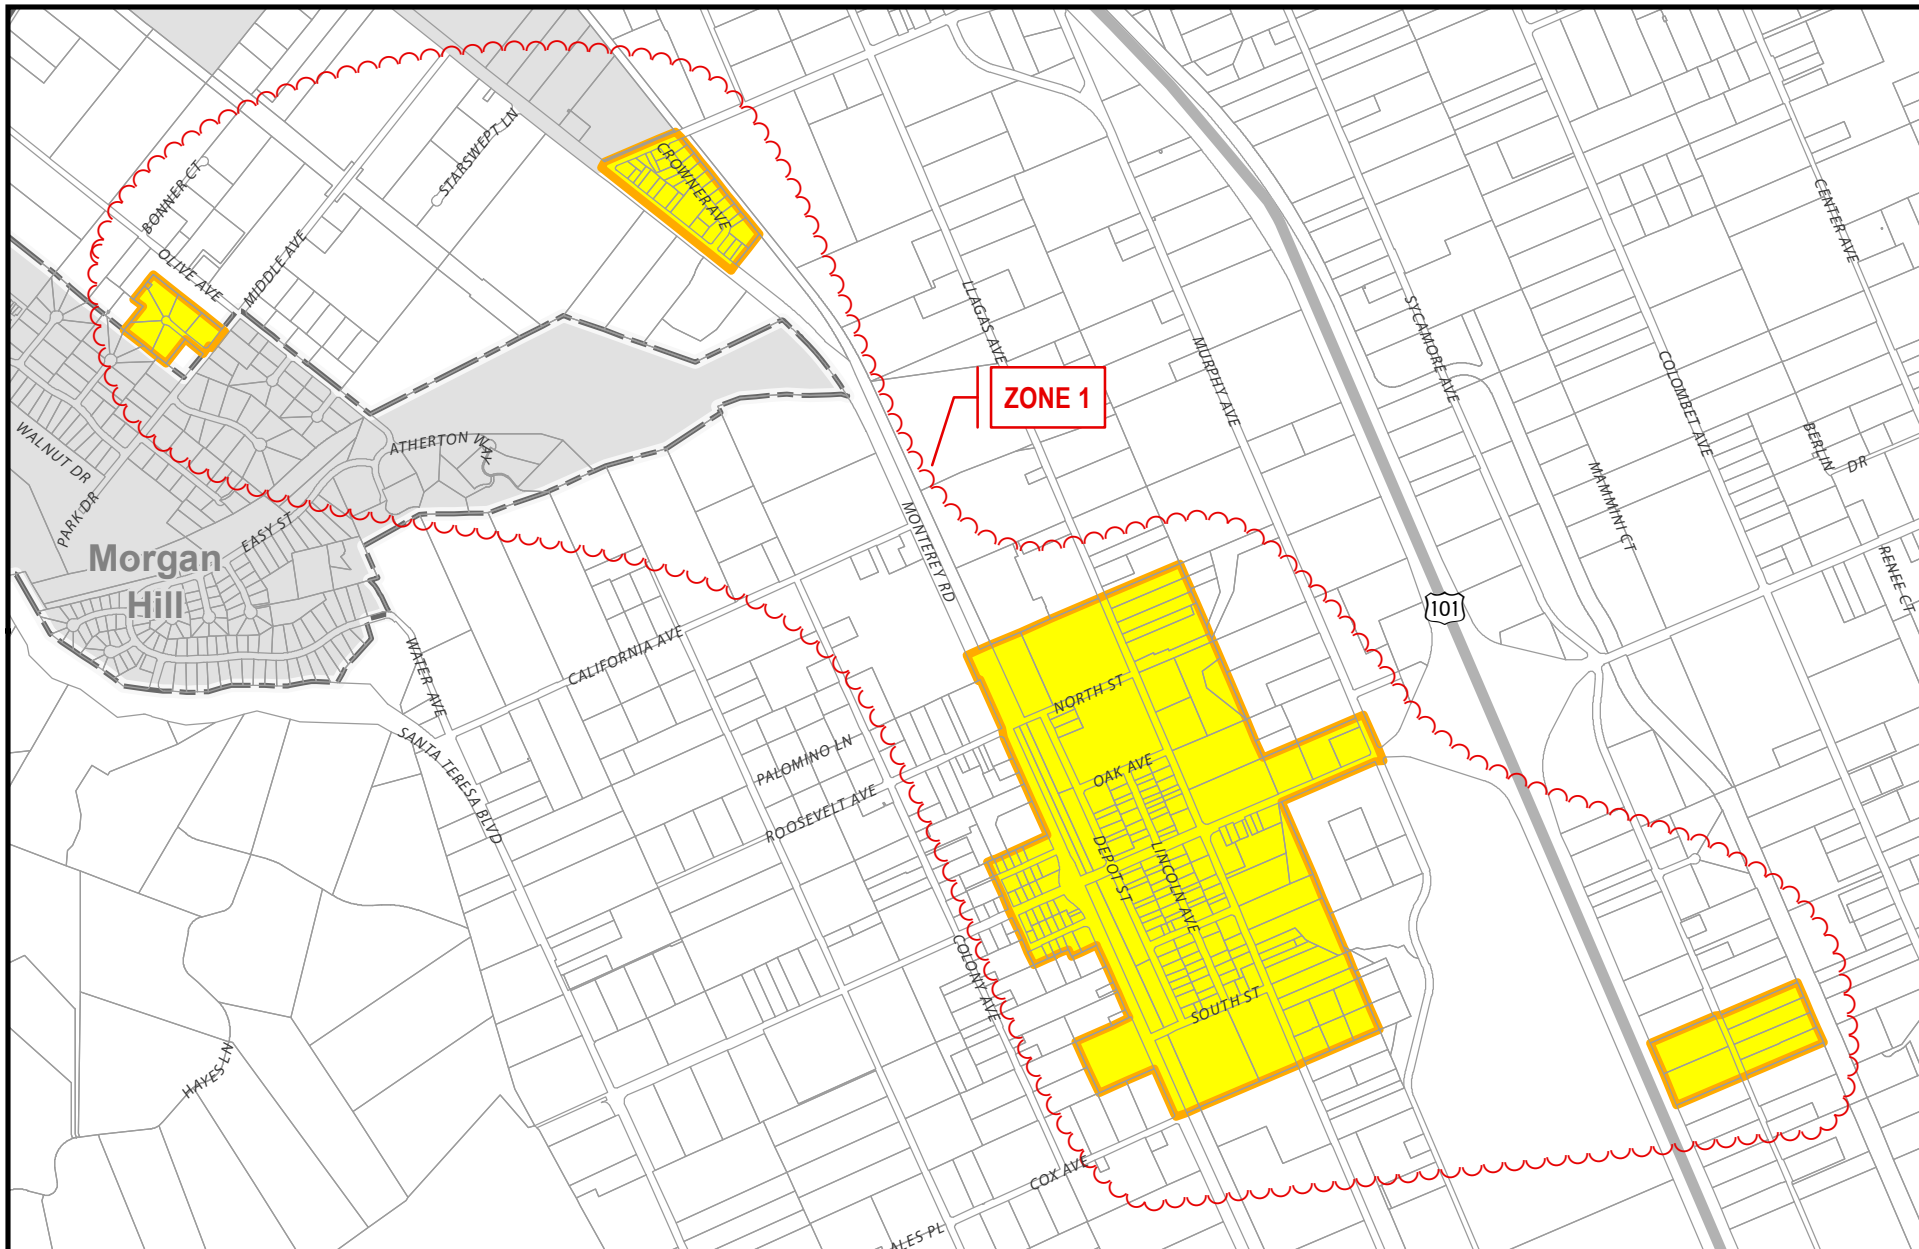 STARSWEPT LN
CROWNER AVE
BONNER CT
OLIVE AVE
MIDDLE AVE
CENTER AVE
LLAGAS AVE
SYCAMORE AVE
MURPHY AVE
COLOMBET AVE
ZONE 1
WALNUT DR
ATHERTON WAY
BERLIN DR
PARK DR
EASY ST
MAMMINI CT
MONTEREY RD
RENEE CT
Morgan
Hill
101
WATER AVE
CALIFORNIA AVE
NORTH ST
SANTA TERESA BLVD
PALOMINO LN
OAK AVE
ROOSEVELT AVE
DEPOT ST
LINCOLN AVE
COLONY AVE
SOUTH ST
HAYES LN
COX AVE
ALES PL